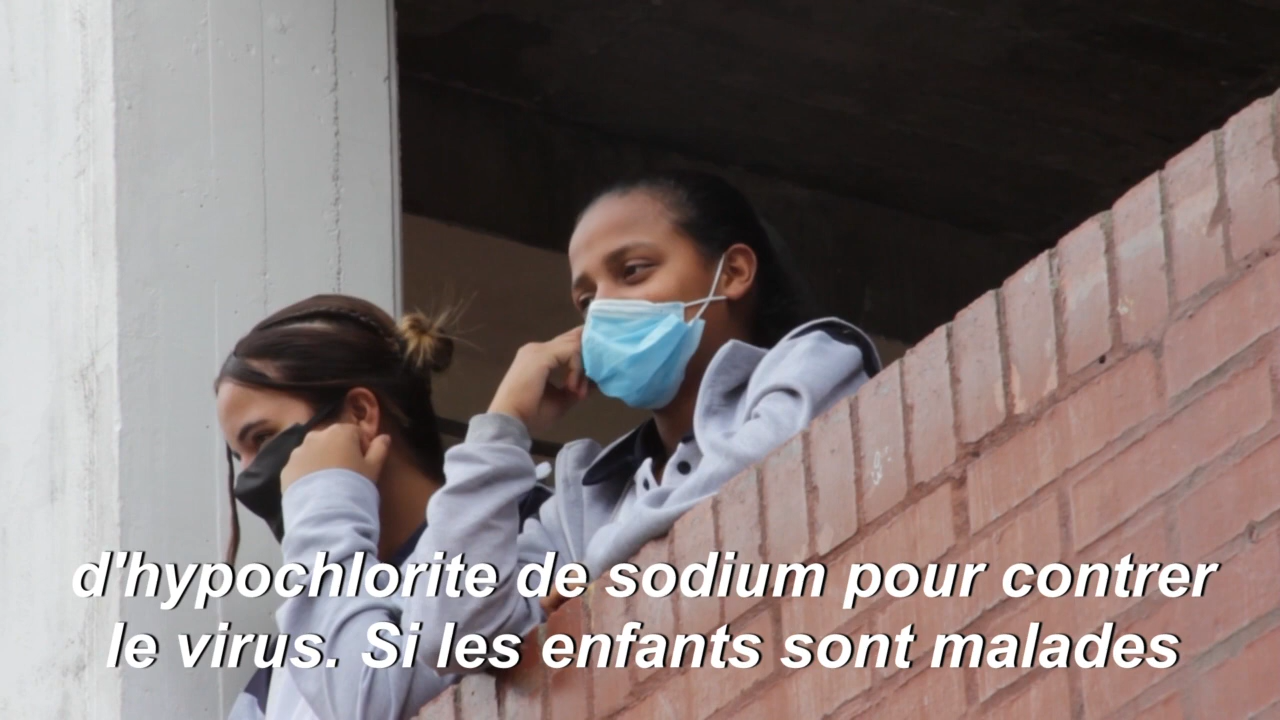 d'hypochlorite de sodium pour contrer
le virus. Si les enfants sont malades